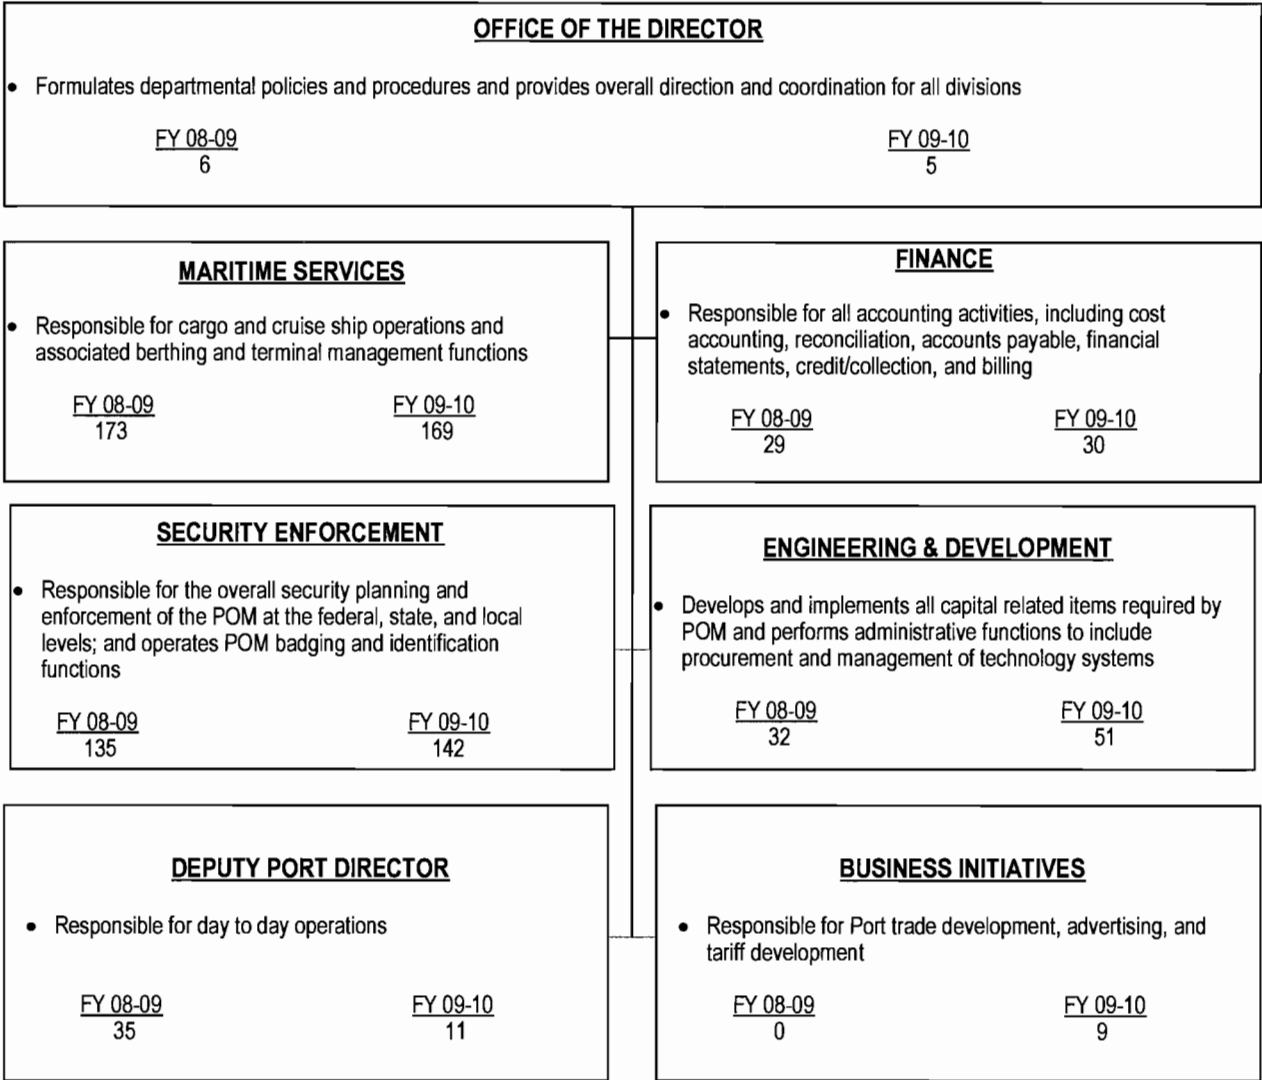 OFFICE OF THE DIRECTOR
• Formulates departmental policies and procedures and provides overall direction and coordination for all divisions
FY 08-09 FY 09-10
6 5
MARITIME SERVICES
• Responsible for cargo and cruise ship operations and
associated berthing and terminal management functions
FY 08-09 FY 09-10
173 169
FINANCE
• Responsible for all accounting activities, including cost
accounting, reconciliation, accounts payable, financial
statements, credit/collection, and billing
FY 08-09 FY 09-10
29 30
SECURITY ENFORCEMENT
• Responsible for the overall security planning and
enforcement of the POM at the federal, state, and local
levels; and operates POM badging and identification
functions
FY 08-09 FY 09-10
135 142
ENGINEERING & DEVELOPMENT
• Develops and implements all capital related items required by
POM and performs administrative functions to include
procurement and management of technology systems
FY 08-09 FY 09-10
32 51
DEPUTY PORT DIRECTOR
• Responsible for day to day operations
FY 08-09 FY 09-10
35 11
BUSINESS INITIATIVES
• Responsible for Port trade development, advertising, and
tariff development
FY 08-09 FY 09-10
0 9